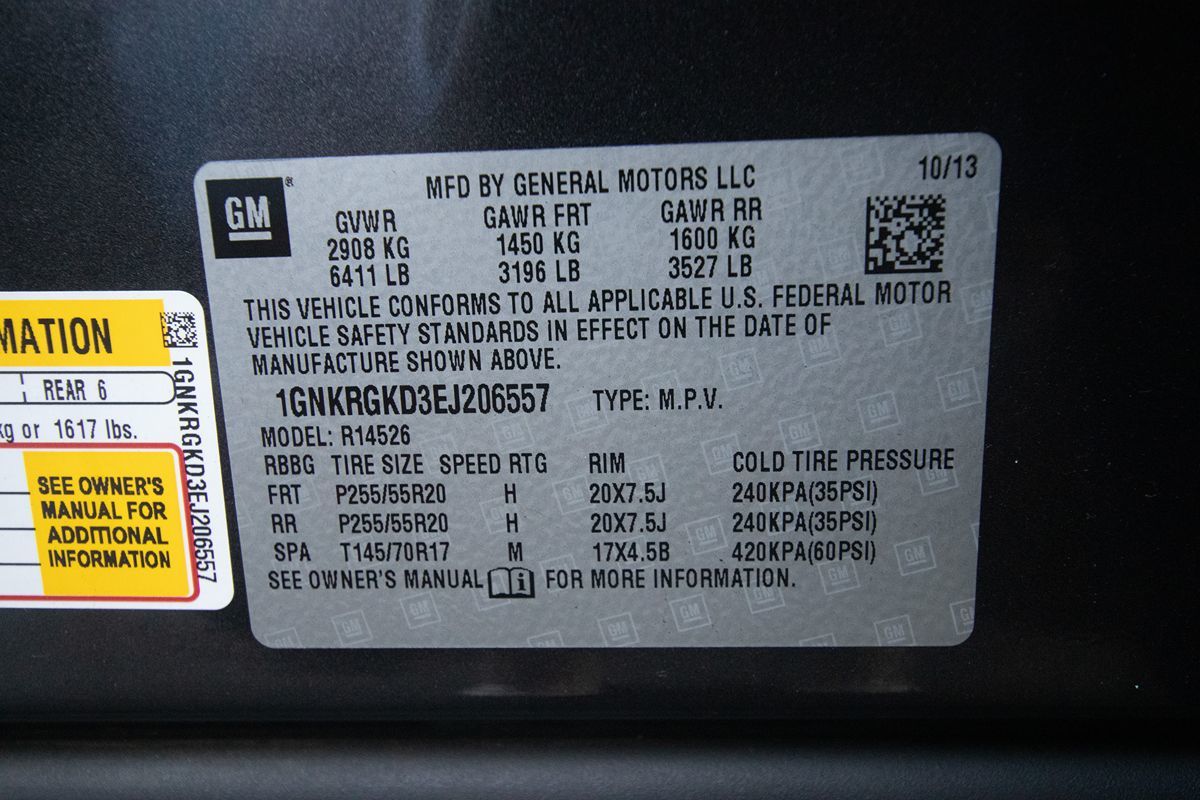 GM
MFD BY GENERAL MOTORS LLC
10/13
GVWR GAWR FRT GAWR RR
2908 KG 1450 KG 1600 KG
6411 LB 3196 LB 3527 LB
THIS VEHICLE CONFORMS TO ALL APPLICABLE U.S. FEDERAL MOTOR
VEHICLE SAFETY STANDARDS IN EFFECT ON THE DATE OF
MANUFACTURE SHOWN ABOVE.
1GNKRGKD3EJ206557 TYPE: M.P.V.
MODEL: R14526
RBBG TIRE SIZE SPEED RTG RIM COLD TIRE PRESSURE
FRT P255/55R20 H 20X7.5J 240KPA(35PSI)
RR P255/55R20 H 20X7.5J 240KPA(35PSI)
SPA T145/70R17 M 17X4.5B 420KPA(60PSI)
SEE OWNER'S MANUAL FOR MORE INFORMATION.
MATION
REAR 6
kg or 1617 lbs.
SEE OWNER'S
MANUAL FOR
ADDITIONAL
INFORMATION
1GNKRGKD3EJ206557